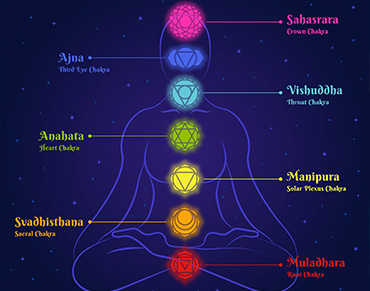 Sahasrara
Crown Chakra
Ajna
Third Eye Chakra
Vishuddha
Throat Chakra
Anahata
Heart Chakra
Manipura
Solar Plexus Chakra
Svadhisthana
Sacral Chakra
Muladhara
Root Chakra